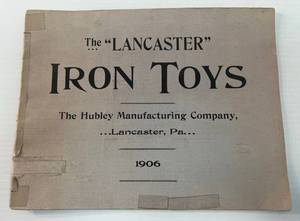 The "LANCASTER"
IRON TOYS
The Hubley Manufacturing Company,
...Lancaster, Pa...
1906